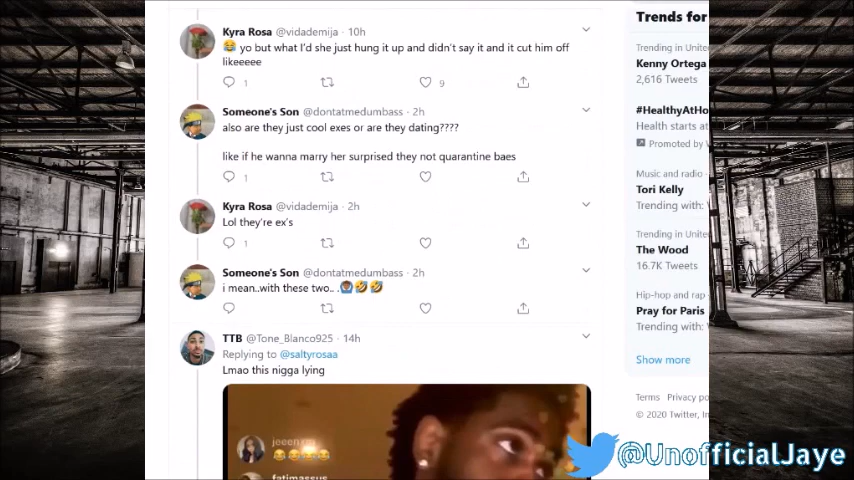 Kyra Rosa @vidademija · 10h
😂 yo but what I'd she just hung it up and didn't say it and it cut him off
likeeeee
1
9
Someone's Son @dontatmedumbass · 2h
also are they just cool exes or are they dating????
like if he wanna marry her surprised they not quarantine baes
1
Kyra Rosa @vidademija · 2h
Lol they're ex's
1
Someone's Son @dontatmedumbass · 2h
i mean..with these two.. .🤦🏾‍♂️🤣🤣
TTB @Tone_Blanco925 · 14h
Replying to @saltyrosaa
Lmao this nigga lying
😂😂😂😂
fatimassus
Trends for
Trending in Unite
Kenny Ortega
2,616 Tweets
#HealthyAtHo
Health starts at
Promoted by
Music and radio ·
Tori Kelly
Trending with:
Trending in Unite
The Wood
16.7K Tweets
Hip-hop and rap ·
Pray for Paris
Trending with:
Show more
Terms Privacy po
© 2020 Twitter, In
@UnofficialJaye